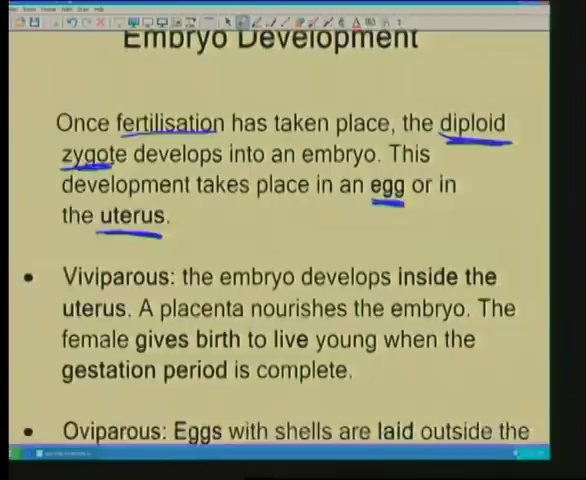 Embryo Development
Once fertilisation has taken place, the diploid
zygote develops into an embryo. This
development takes place in an egg or in
the uterus.
• Viviparous: the embryo develops inside the
uterus. A placenta nourishes the embryo. The
female gives birth to live young when the
gestation period is complete.
• Oviparous: Eggs with shells are laid outside the